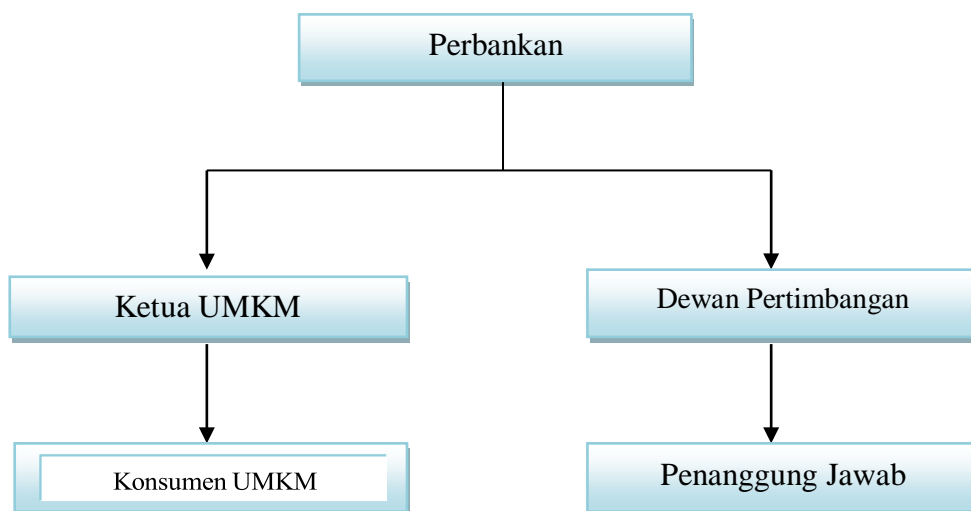 Perbankan
Ketua UMKM
Dewan Pertimbangan
Konsumen UMKM
Penanggung Jawab